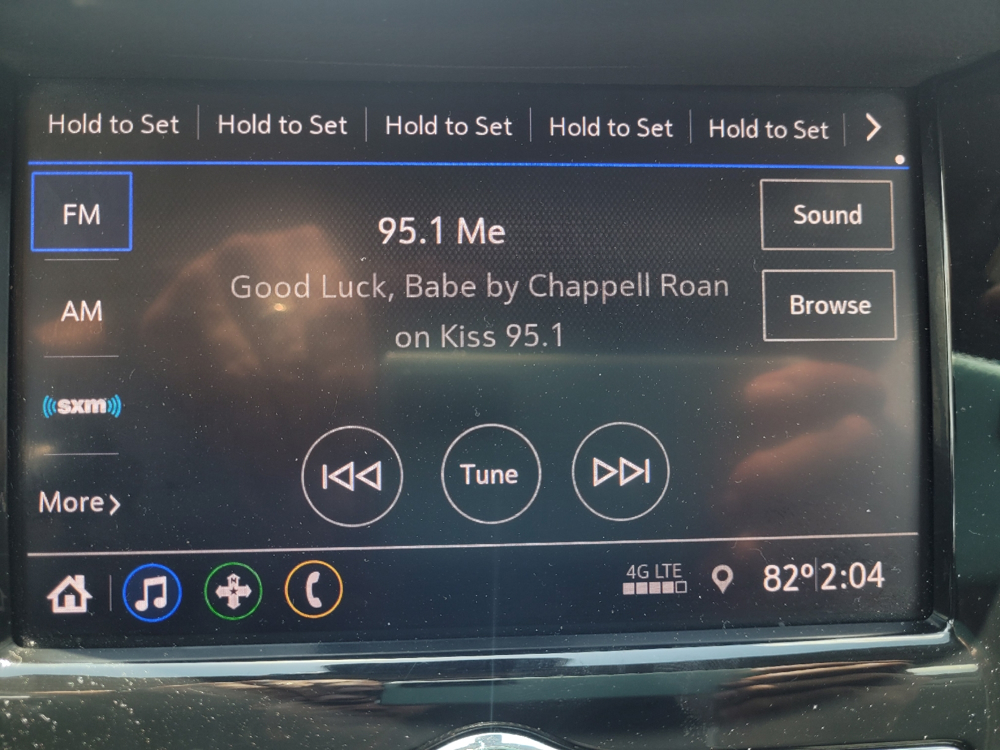 Hold to Set Hold to Set Hold to Set Hold to Set Hold to Set
FM
95.1 Me
Sound
Good Luck, Babe by Chappell Roan
on Kiss 95.1
Browse
AM
sxm
Tune
More
N
4G LTE
82° 2:04